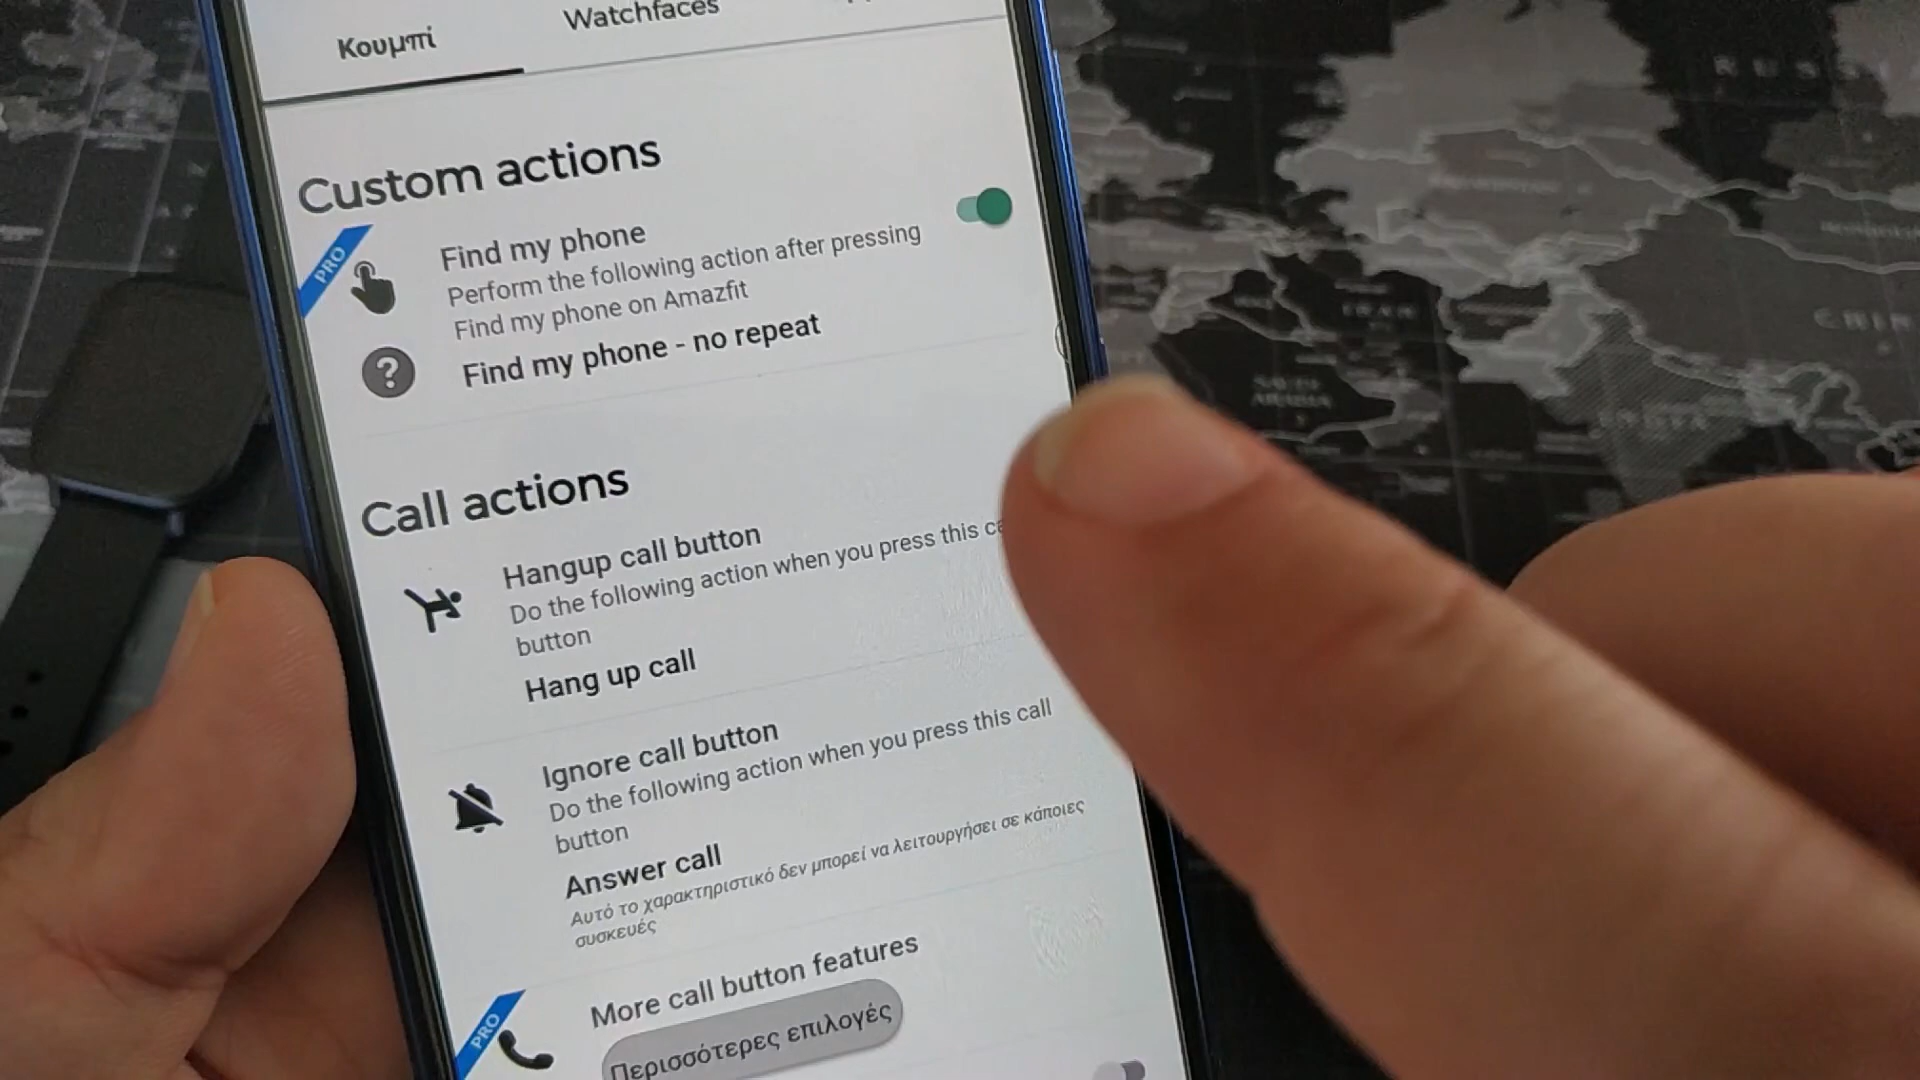 Κουμπί
Watchfaces
Custom actions
PRO
Find my phone
Perform the following action after pressing
Find my phone on Amazfit
?
Find my phone - no repeat
Call actions
Hangup call button
Do the following action when you press this
button
Hang up call
Ignore call button
Do the following action when you press this call
button
Answer call
Αυτό το χαρακτηριστικό δεν μπορεί να λειτουργήσει σε κάποιες
συσκευές
PRO
More call button features
Περισσότερες επιλογές
SAUDI
ARABIA
INDIA